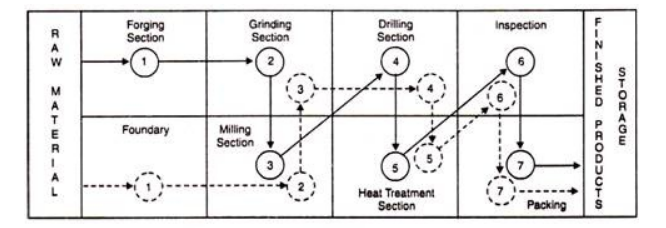 RAW MATERIAL
Forging
Section
1
Grinding
Section
2
3
Drilling
Section
4
4
Inspection
6
6
Foundary
1
Milling
Section
3
2
5
5
Heat Treatment
Section
7
7
Packing
FINISHED PRODUCTS
STORAGE